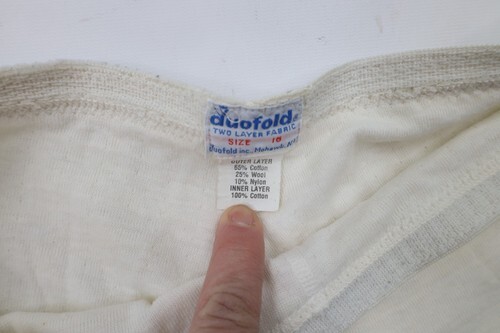 duofold
TWO LAYER FABRIC
SIZE 16
duofold inc. Mohawk, N.Y.
OUTER LAYER
65% Cotton
25% Wool
10% Nylon
INNER LAYER
100% Cotton